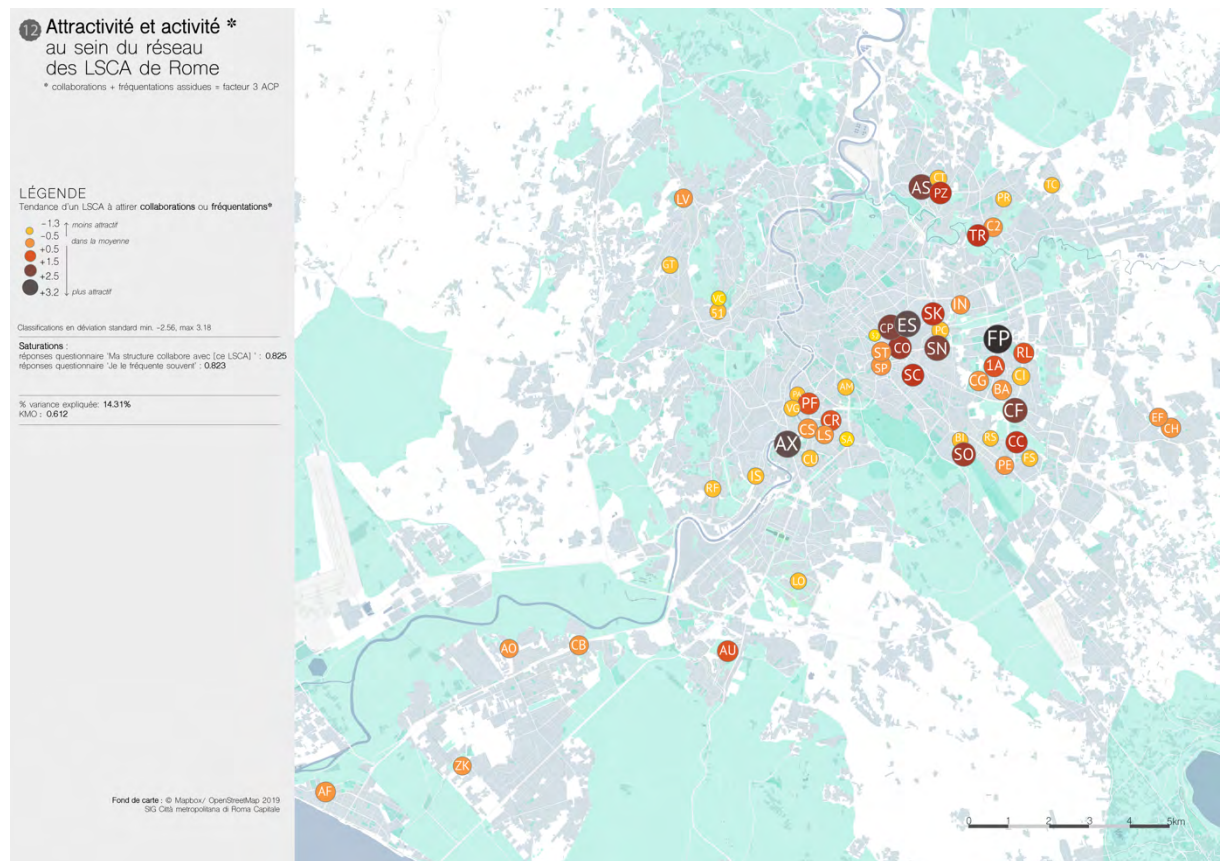 12 Attractivité et activité *
au sein du réseau
des LSCA de Rome
* collaborations + fréquentations assidues = facteur 3 ACP
LÉGENDE
Tendance d'un LSCA à attirer collaborations ou fréquentations*
−1.3 moins attractif
−0.5
dans la moyenne
+0.5
+1.5
+2.5
+3.2 plus attractif
Classifications en déviation standard min. −2.56, max 3.18
Saturations :
réponses questionnaire 'Ma structure collabore avec [ce LSCA] ' : 0.825
réponses questionnaire 'Je le fréquente souvent' : 0.823
% variance expliquée: 14.31%
KMO : 0.612
Fond de carte : © Mapbox/ OpenStreetMap 2019
SIG Città metropolitana di Roma Capitale
CT
AS
PZ
TC
LV
PR
C2
TR
GT
VC
S1
IN
SK
CP
ES
PC
FP
ST
CO
SN
RL
SP
SC
1A
CI
CG
BA
AM
PF
VG
CF
CR
CS
LS
SA
EF
CH
AX
BI
RS
CC
SO
CU
PE
FS
IS
RF
LO
AO
CB
AU
ZK
AF
0 1 2 3 4 5km